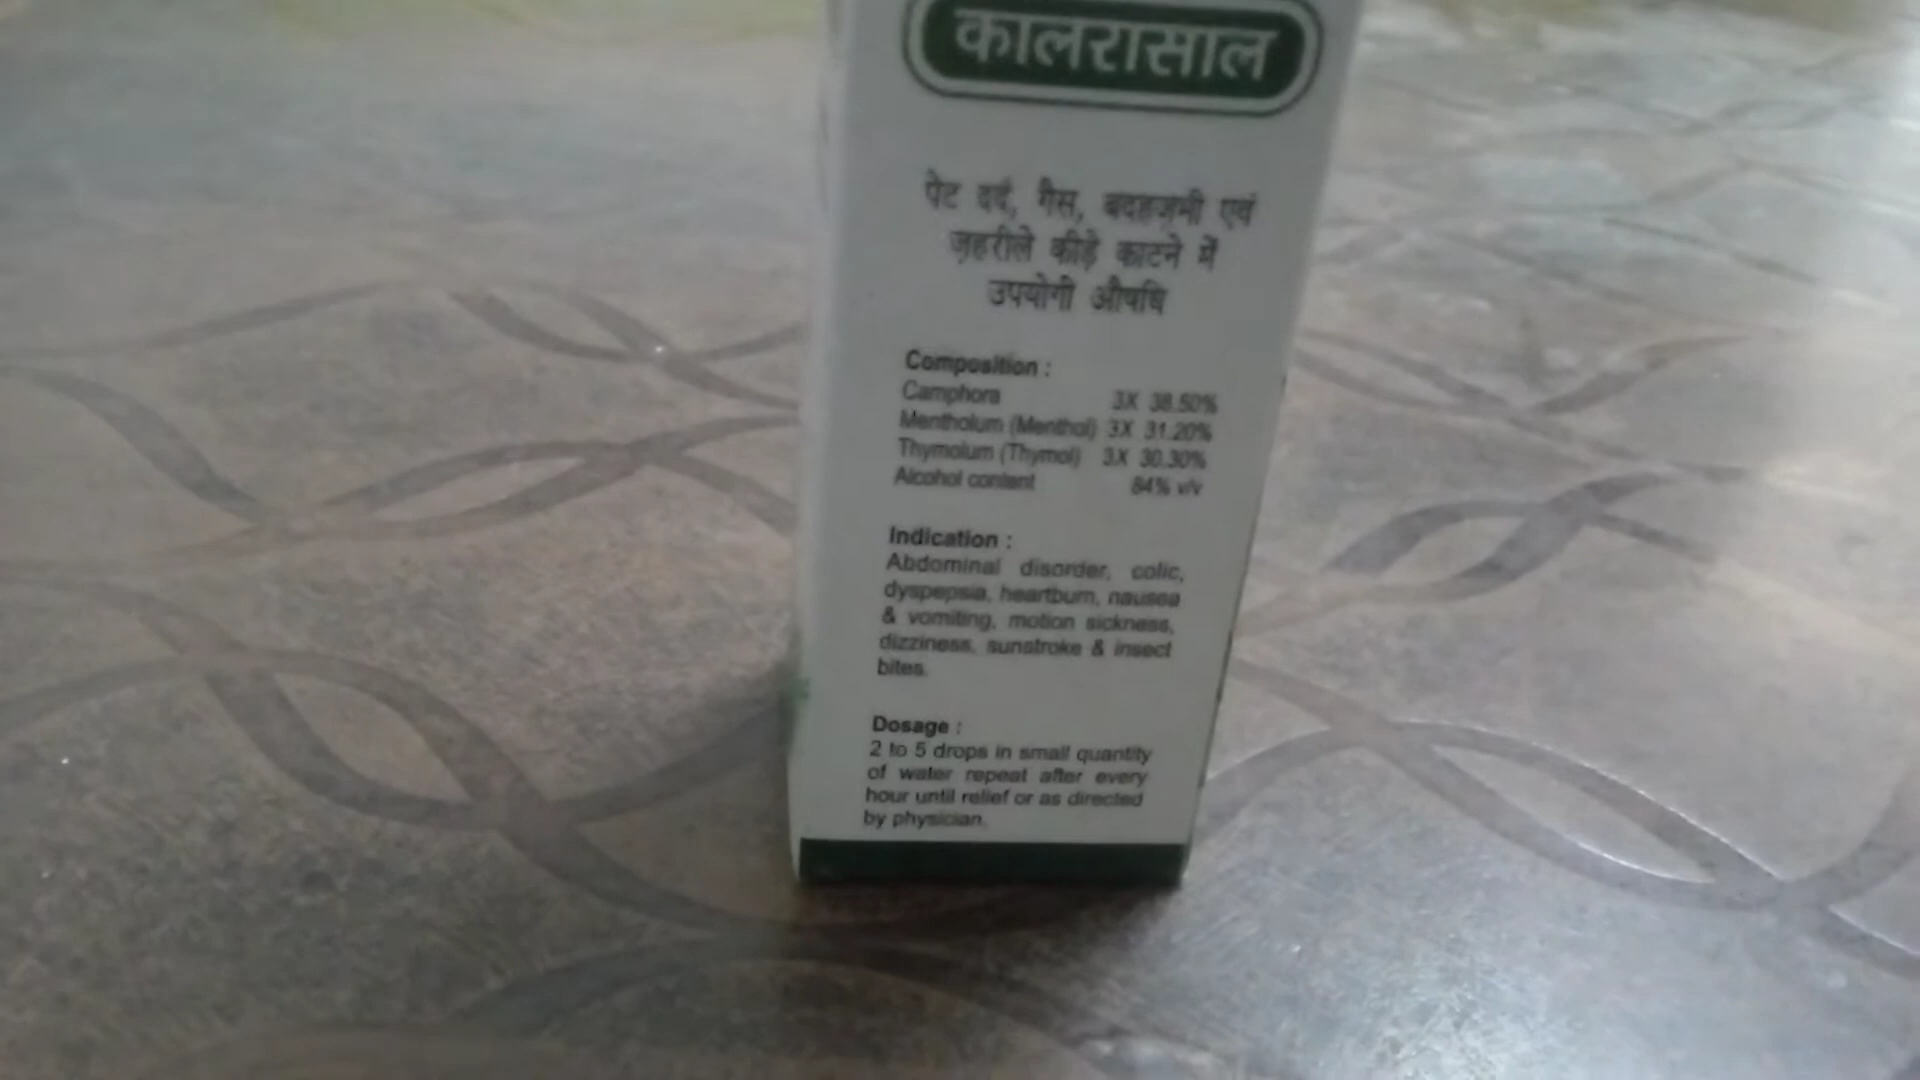 कालरासाल
पेट दर्द, गैस, बदहजमी एवं
ज़हरीले कीड़े काटने में
उपयोगी औषधि
Composition :
Camphora 3X 38.50%
Mentholum (Menthol) 3X 31.20%
Thymolum (Thymol) 3X 30.30%
Alcohol content 84% v/v
Indication :
Abdominal disorder, colic,
dyspepsia, heartburn, nausea
& vomiting, motion sickness,
dizziness, sunstroke & insect
bites.
Dosage :
2 to 5 drops in small quantity
of water repeat after every
hour until relief or as directed
by physician.